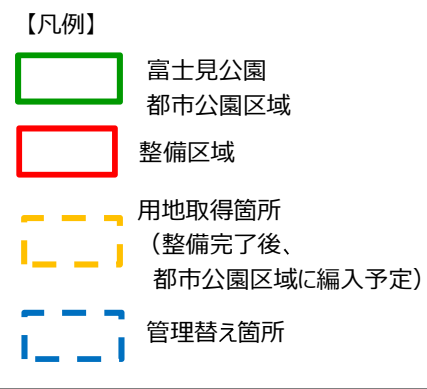 【凡例】
富士見公園
都市公園区域
整備区域
用地取得箇所
（整備完了後、
都市公園区域に編入予定）
管理替え箇所